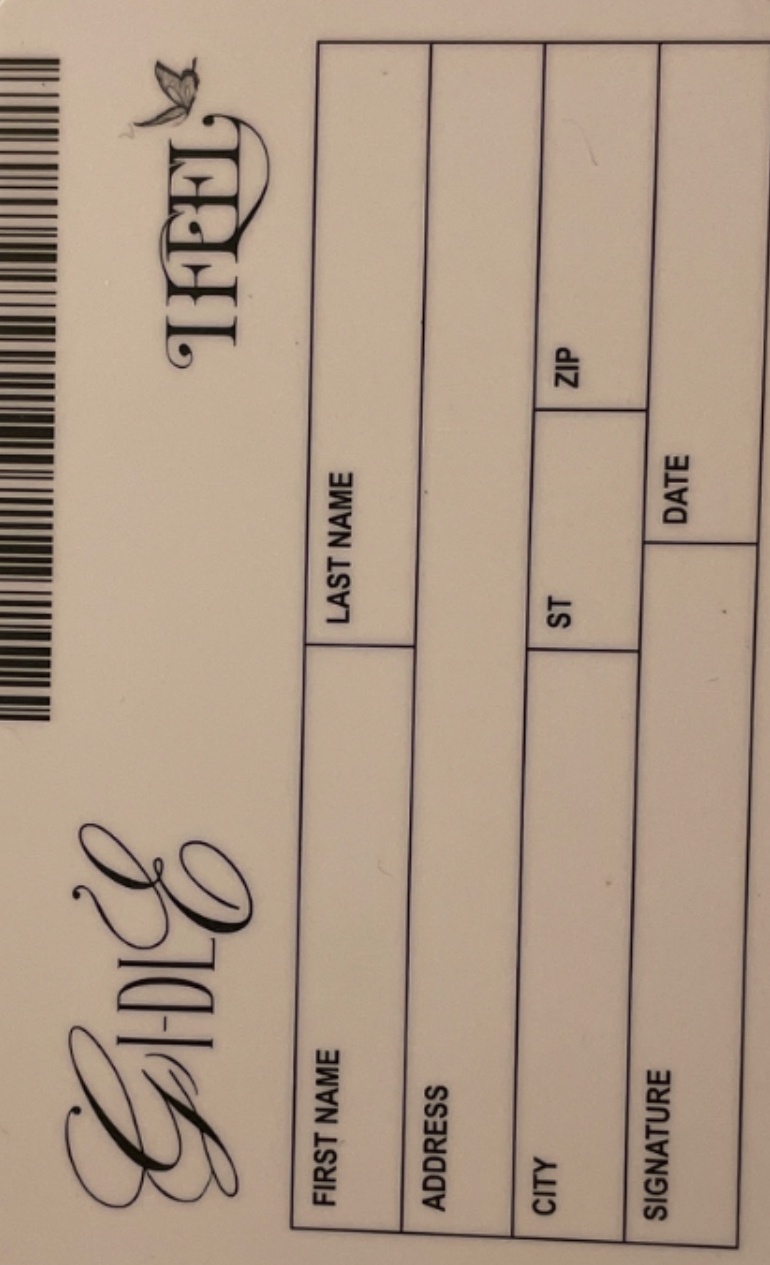 G I-DLE I FEEL
FIRST NAME LAST NAME
ADDRESS
CITY ST ZIP
SIGNATURE DATE